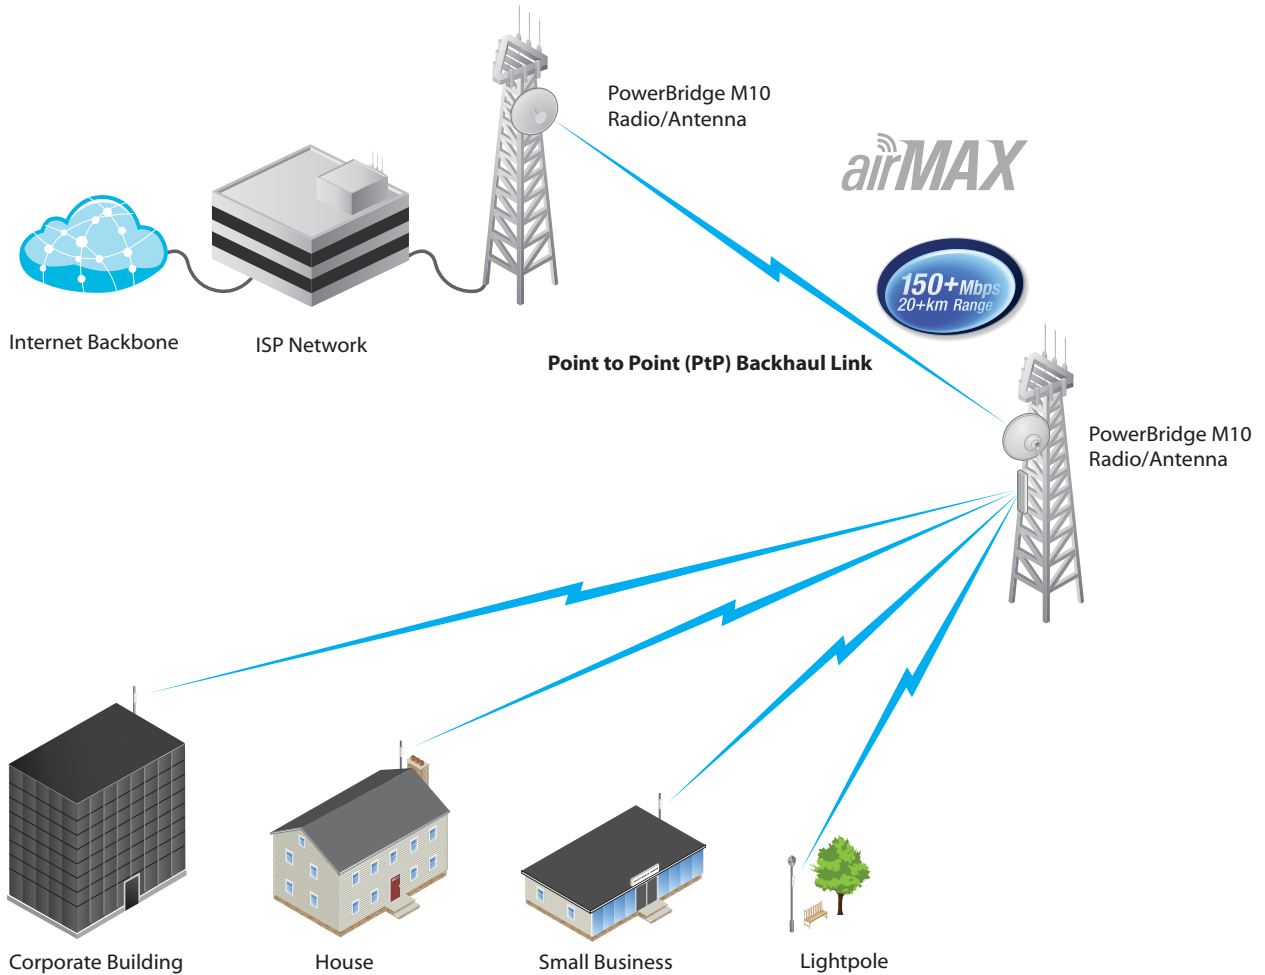 PowerBridge M10
Radio/Antenna
airMAX
150+Mbps
20+km Range
Internet Backbone
ISP Network
Point to Point (PtP) Backhaul Link
PowerBridge M10
Radio/Antenna
Corporate Building
House
Small Business
Lightpole